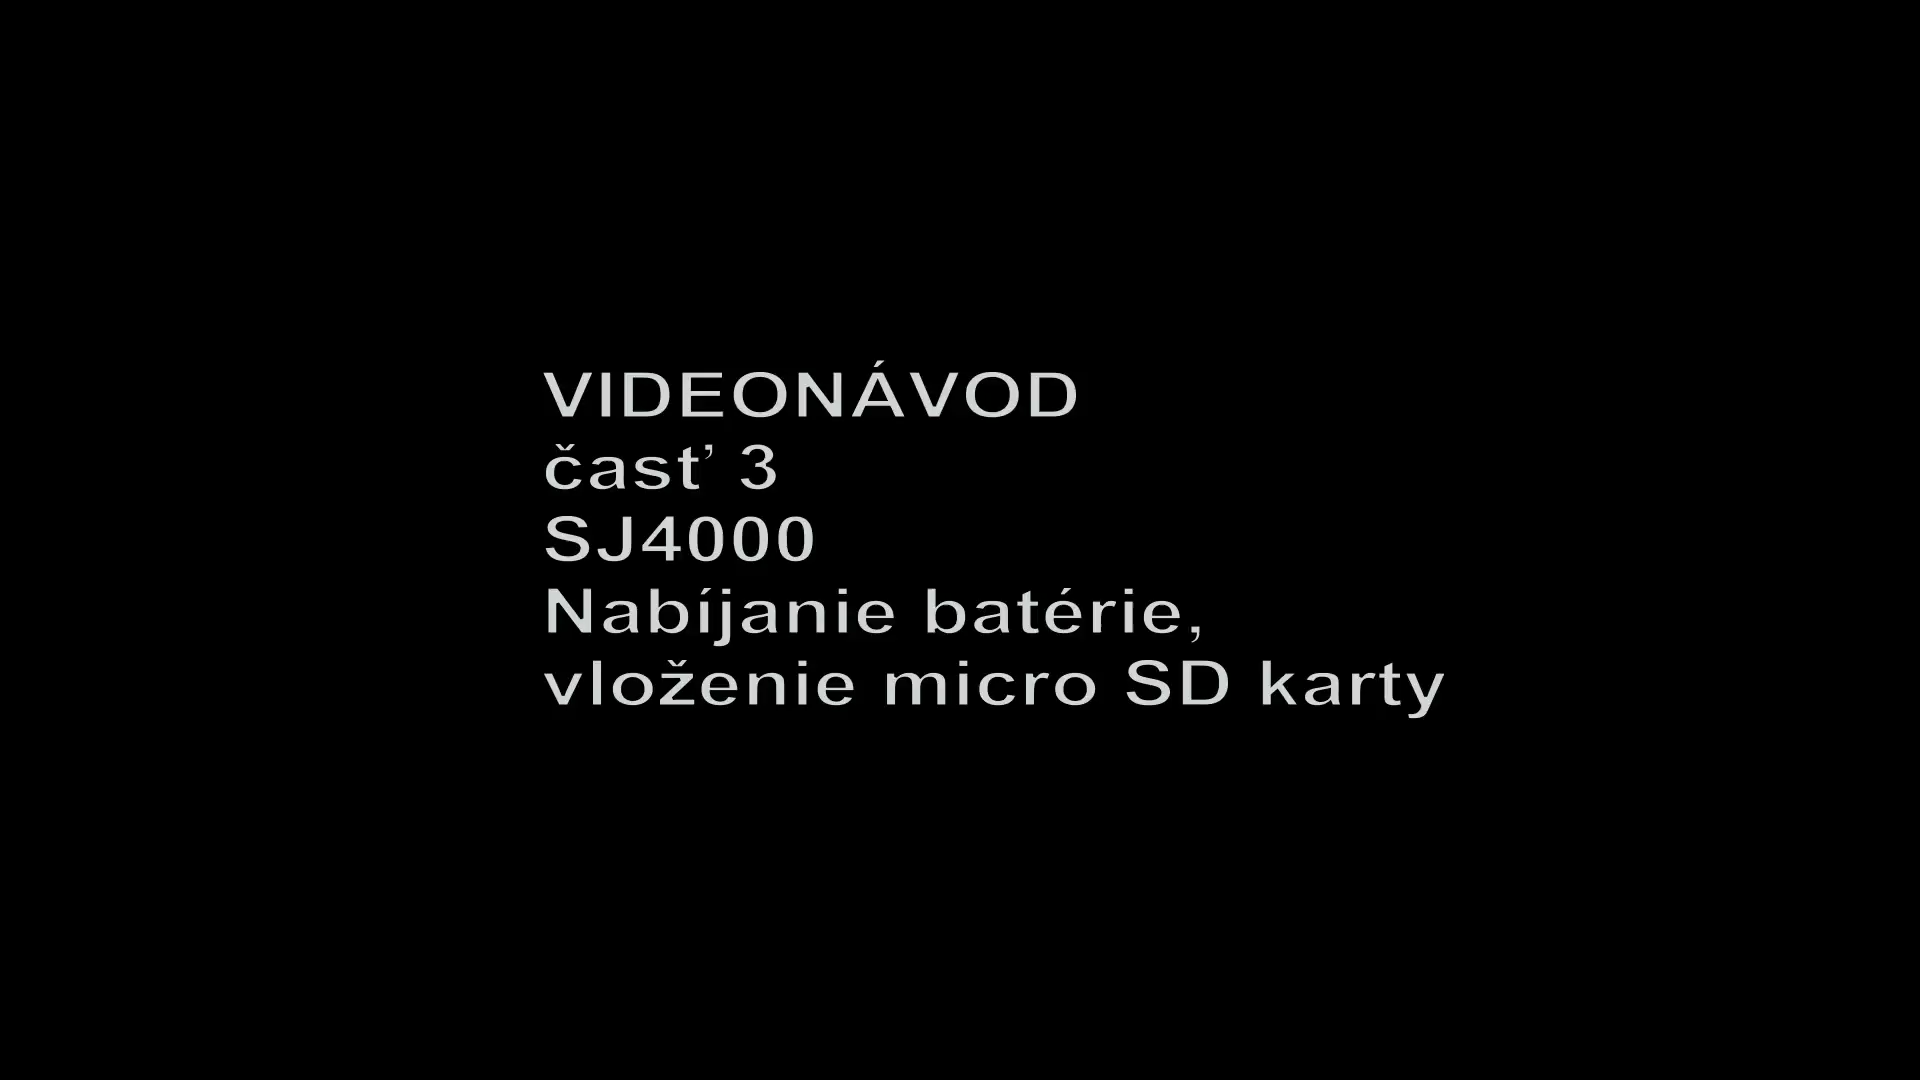 VIDEONÁVOD
časť 3
SJ4000
Nabíjanie batérie,
vloženie micro SD karty